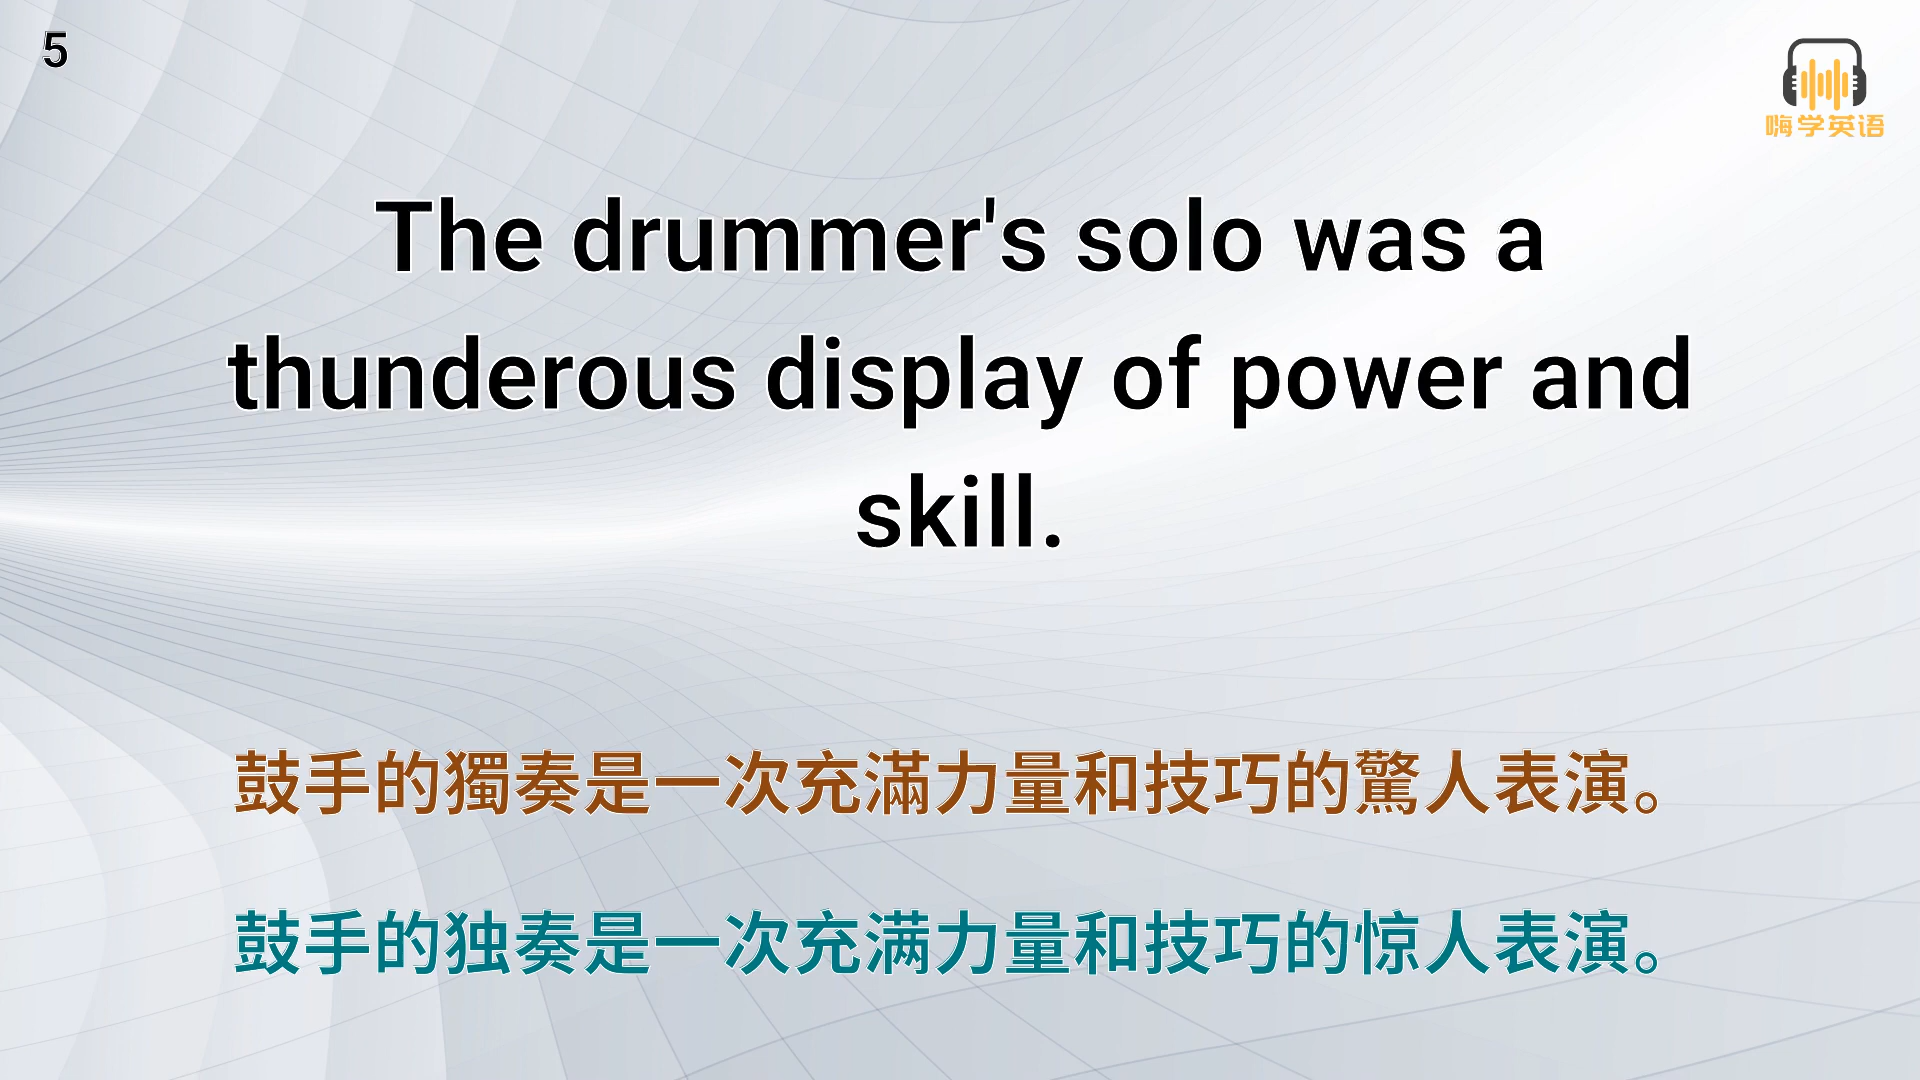 5
嗨学英语
The drummer's solo was a
thunderous display of power and
skill.
鼓手的獨奏是一次充滿力量和技巧的驚人表演。
鼓手的独奏是一次充满力量和技巧的惊人表演。